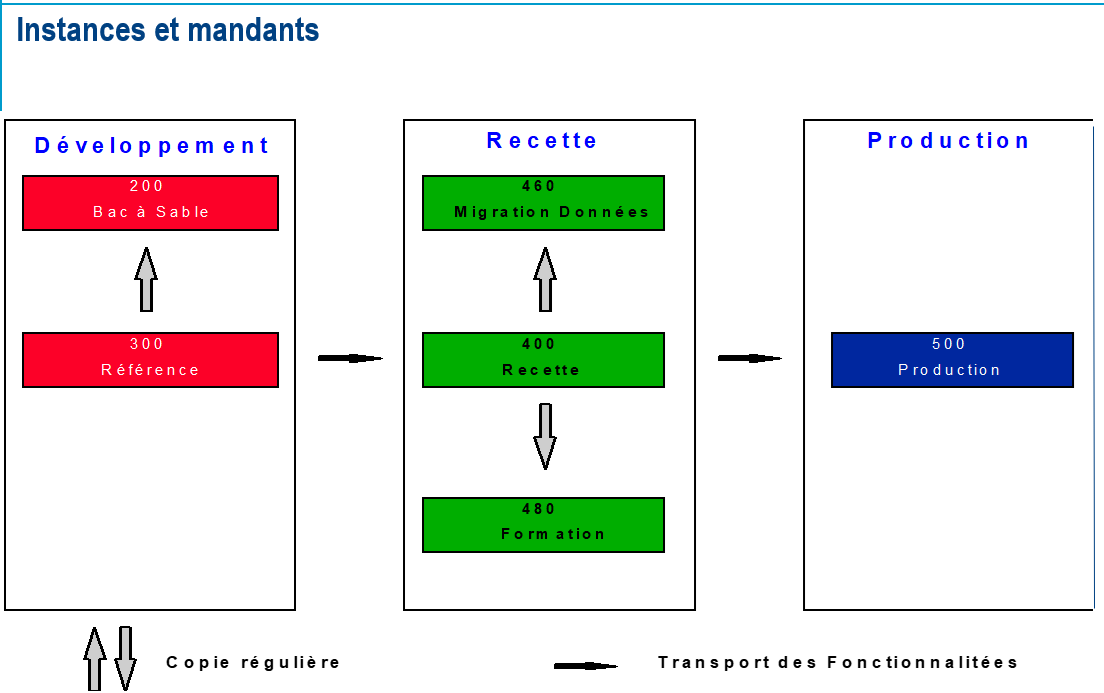 Instances et mandants
Développement
200
Bac à Sable
300
Référence
Recette
460
Migration Données
400
Recette
480
Formation
Production
500
Production
Copie régulière
Transport des Fonctionnalitées